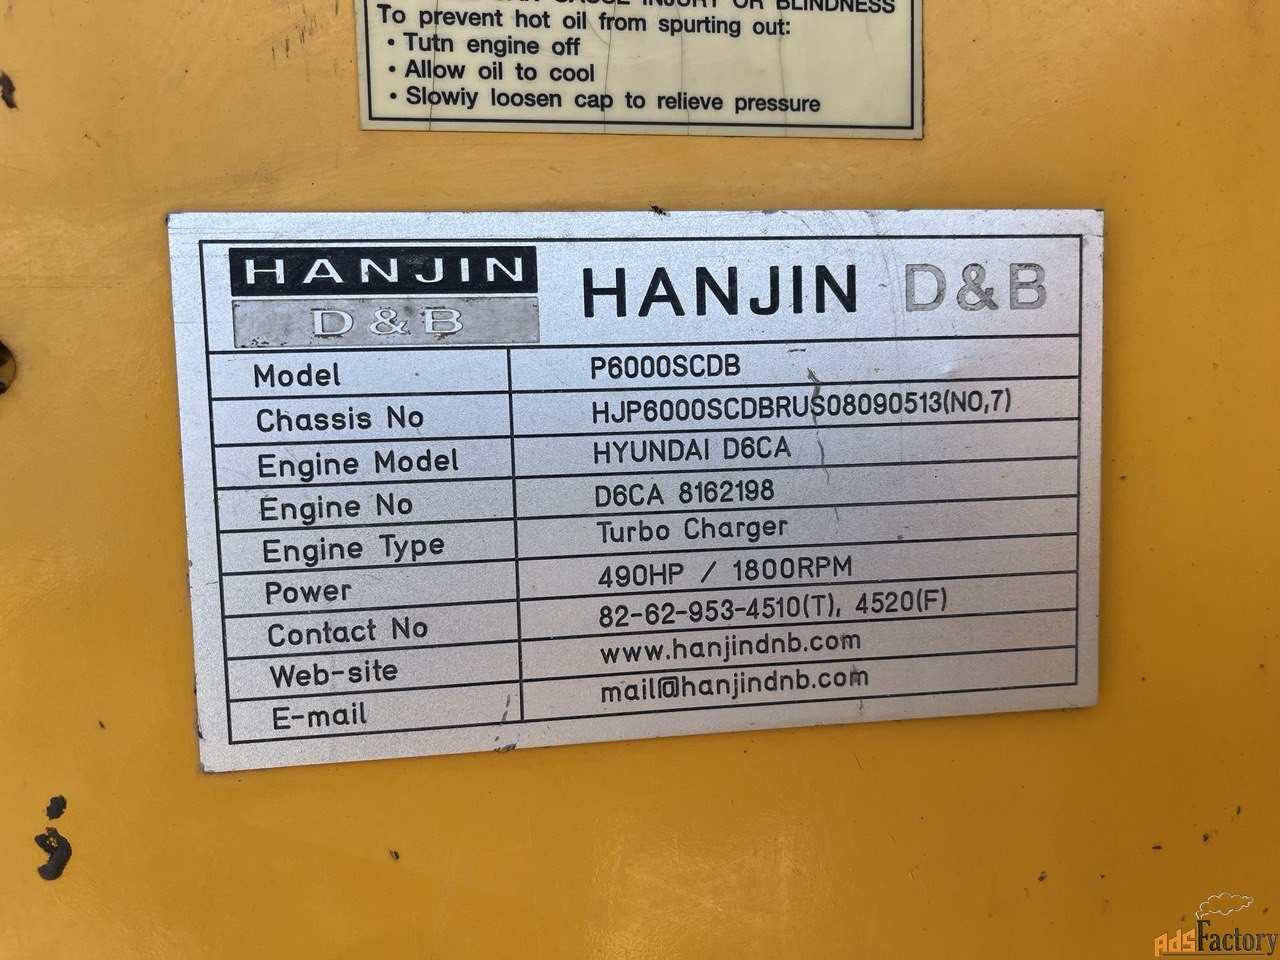 INJURY OR BLINDNESS
To prevent hot oil from spurting out:
• Tutn engine off
• Allow oil to cool
• Slowiy loosen cap to relieve pressure
HANJIN
D&B
HANJIN D&B
Model P6000SCDB
Chassis No HJP6000SCDBRUS08090513(NO,7)
Engine Model HYUNDAI D6CA
Engine No D6CA 8162198
Engine Type Turbo Charger
Power 490HP / 1800RPM
Contact No 82-62-953-4510(T), 4520(F)
Web-site www.hanjindnb.com
E-mail mail@hanjindnb.com
AdsFactory